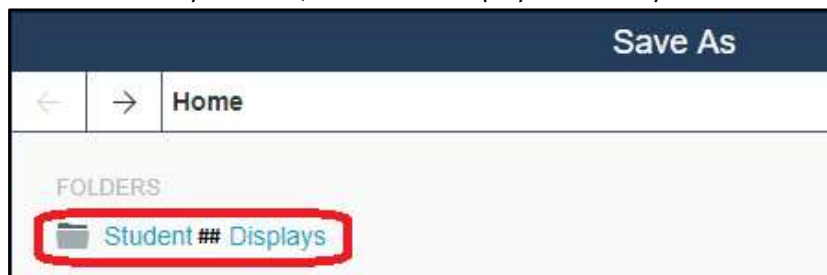 Save As
← → Home
FOLDERS
Student ## Displays